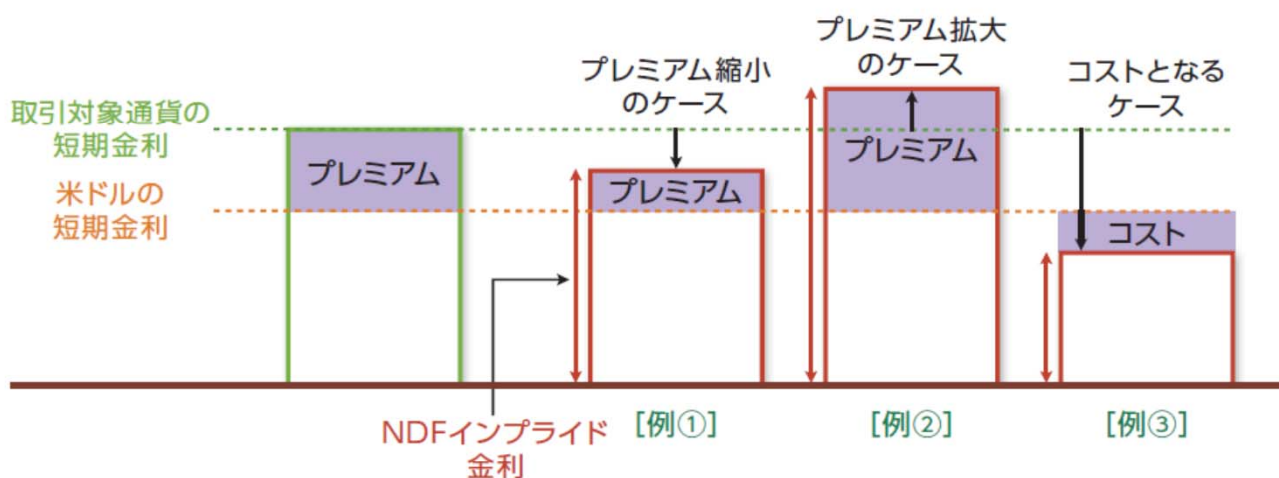 取引対象通貨の
短期金利
米ドルの
短期金利
プレミアム
プレミアム縮小
のケース
プレミアム
プレミアム拡大
のケース
プレミアム
コストとなる
ケース
コスト
NDFインプライド
金利
［例①］
［例②］
［例③］